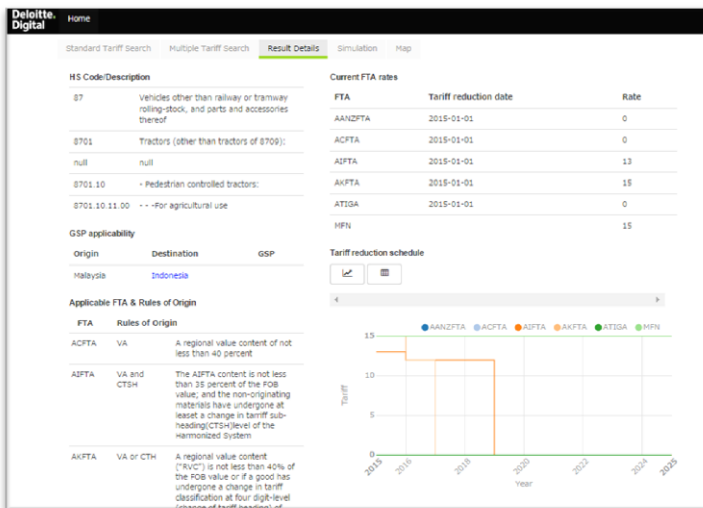 Deloitte.
Digital
Home
Standard Tariff Search
Multiple Tariff Search
Result Details
Simulation
Map
HS Code/Description
87
Vehicles other than railway or tramway
rolling-stock, and parts and accessories
thereof
8701
Tractors (other than tractors of 8709):
null
null
8701.10
- Pedestrian controlled tractors:
8701.10.11.00
- - -For agricultural use
GSP applicability
Origin
Destination
GSP
Malaysia
Indonesia
Applicable FTA & Rules of Origin
FTA
Rules of Origin
ACFTA
VA
A regional value content of not
less than 40 percent
AIFTA
VA and
CTSH
The AIFTA content is not less
than 35 percent of the FOB
value; and the non-originating
materials have undergone at
leaset a change in tarriff sub-
heading(CTSH)level of the
Harmonized System
AKFTA
VA or CTH
A regional value content
("RVC") is not less than 40% of
the FOB value or if a good has
undergone a change in tariff
classification at four digit-level
(change of tariff heading) of
Current FTA rates
FTA
Tariff reduction date
Rate
AANZFTA
2015-01-01
0
ACFTA
2015-01-01
0
AIFTA
2015-01-01
13
AKFTA
2015-01-01
15
ATIGA
2015-01-01
0
MFN
15
Tariff reduction schedule
AANZFTA
ACFTA
AIFTA
AKFTA
ATIGA
MFN
15
10
5
0
Tariff
2015
2016
2018
2020
2022
2024
2025
Year